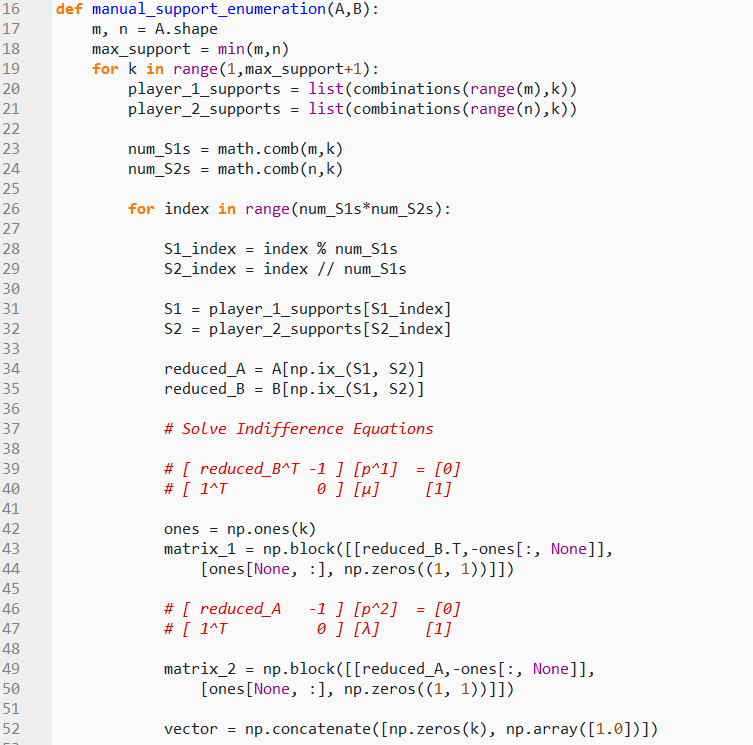 16 def manual_support_enumeration(A,B):
17     m, n = A.shape
18     max_support = min(m,n)
19     for k in range(1,max_support+1):
20         player_1_supports = list(combinations(range(m),k))
21         player_2_supports = list(combinations(range(n),k))
22
23         num_S1s = math.comb(m,k)
24         num_S2s = math.comb(n,k)
25
26         for index in range(num_S1s*num_S2s):
27
28             S1_index = index % num_S1s
29             S2_index = index // num_S1s
30
31             S1 = player_1_supports[S1_index]
32             S2 = player_2_supports[S2_index]
33
34             reduced_A = A[np.ix_(S1, S2)]
35             reduced_B = B[np.ix_(S1, S2)]
36
37             # Solve Indifference Equations
38
39             # [ reduced_B^T -1 ] [p^1]  = [0]
40             # [ 1^T          0 ] [μ]     [1]
41
42             ones = np.ones(k)
43             matrix_1 = np.block([[reduced_B.T,-ones[:, None]],
44                 [ones[None, :], np.zeros((1, 1))]])
45
46             # [ reduced_A   -1 ] [p^2]  = [0]
47             # [ 1^T          0 ] [λ]     [1]
48
49             matrix_2 = np.block([[reduced_A,-ones[:, None]],
50                 [ones[None, :], np.zeros((1, 1))]])
51
52             vector = np.concatenate([np.zeros(k), np.array([1.0])])